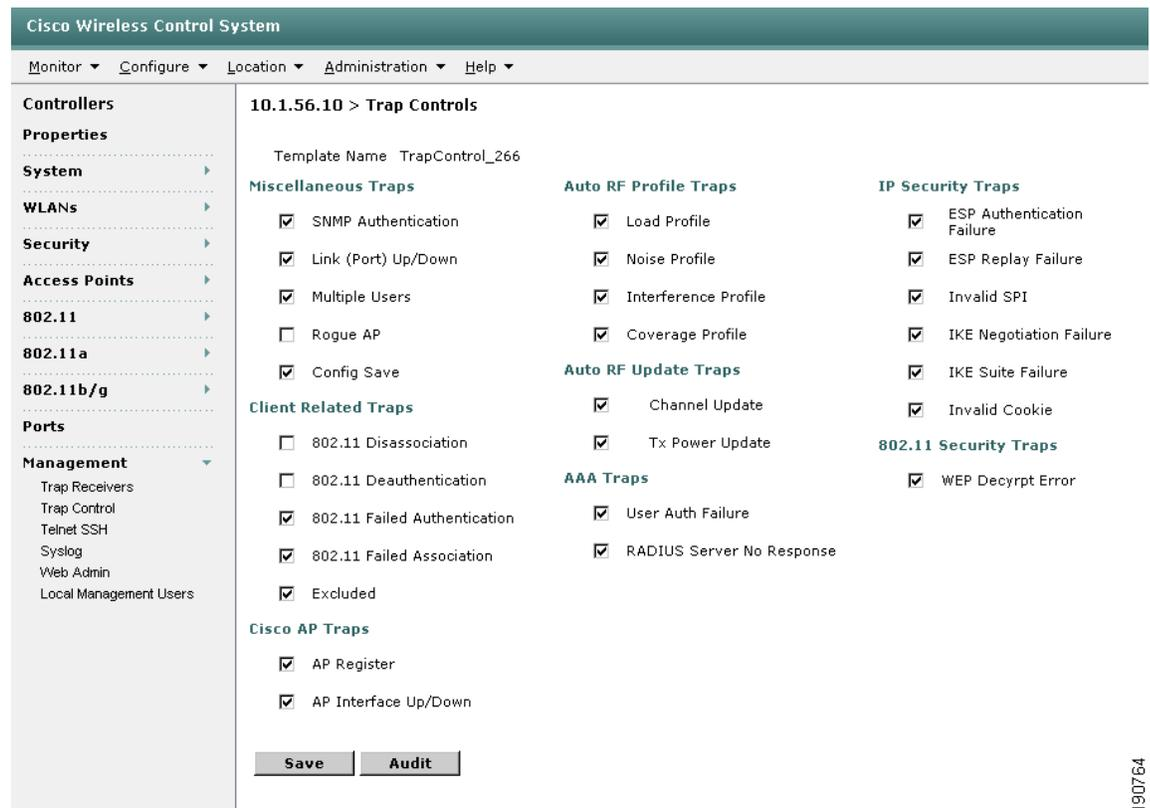 Cisco Wireless Control System
Monitor Configure Location Administration Help
Controllers
Properties
System
WLANs
Security
Access Points
802.11
802.11a
802.11b/g
Ports
Management
Trap Receivers
Trap Control
Telnet SSH
Syslog
Web Admin
Local Management Users
10.1.56.10 > Trap Controls
Template Name TrapControl_266
Miscellaneous Traps
SNMP Authentication
Link (Port) Up/Down
Multiple Users
Rogue AP
Config Save
Client Related Traps
802.11 Disassociation
802.11 Deauthentication
802.11 Failed Authentication
802.11 Failed Association
Excluded
Cisco AP Traps
AP Register
AP Interface Up/Down
Auto RF Profile Traps
Load Profile
Noise Profile
Interference Profile
Coverage Profile
Auto RF Update Traps
Channel Update
Tx Power Update
AAA Traps
User Auth Failure
RADIUS Server No Response
IP Security Traps
ESP Authentication
Failure
ESP Replay Failure
Invalid SPI
IKE Negotiation Failure
IKE Suite Failure
Invalid Cookie
802.11 Security Traps
WEP Decyrpt Error
Save Audit
190764